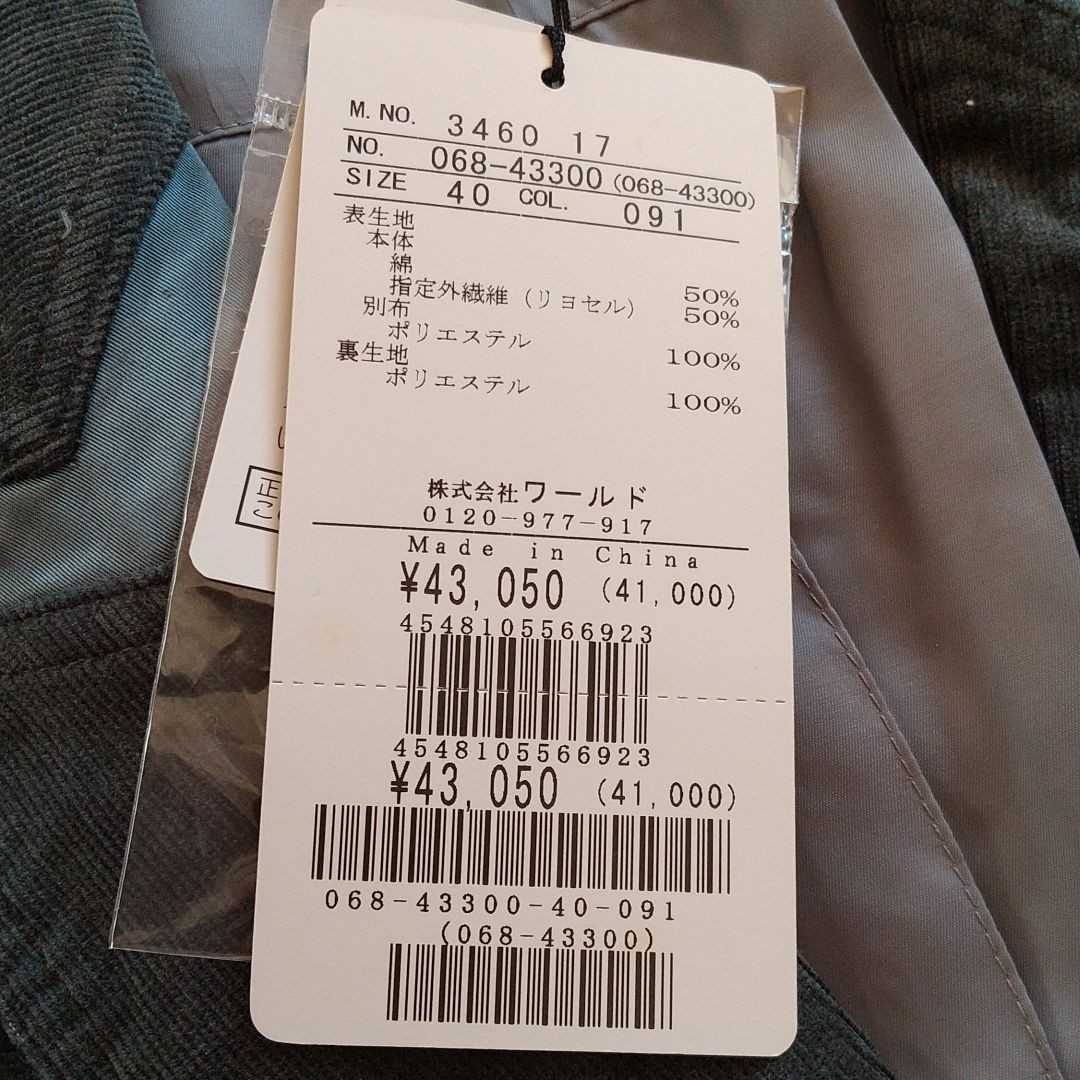 M. NO. 3460 17
NO. 068-43300 (068-43300)
SIZE 40 COL. 091
表生地
本体
綿 50%
指定外繊維 (リヨセル) 50%
別布
ポリエステル 100%
裏生地
ポリエステル 100%
株式会社ワールド
0120-977-917
Made in China
¥43,050 (41,000)
4548105566923
4548105566923
¥43,050 (41,000)
068-43300-40-091
(068-43300)
正